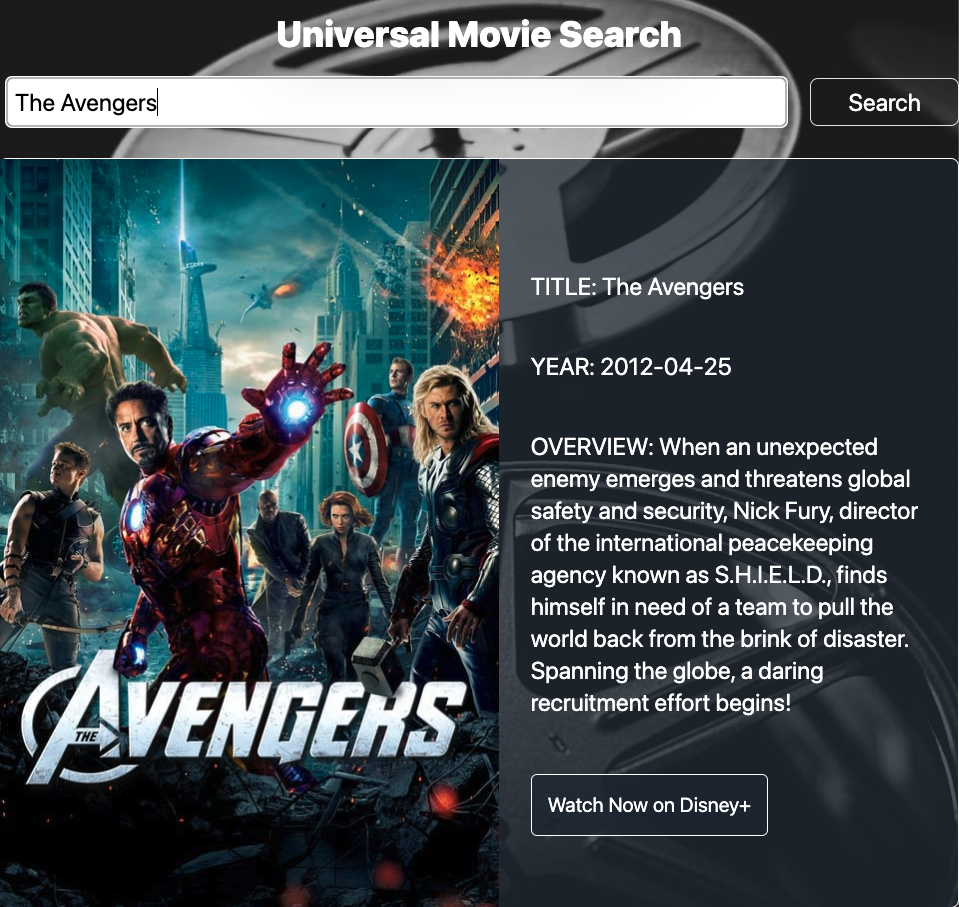 Universal Movie Search
The Avengers
Search
TITLE: The Avengers
YEAR: 2012-04-25
OVERVIEW: When an unexpected
enemy emerges and threatens global
safety and security, Nick Fury, director
of the international peacekeeping
agency known as S.H.I.E.L.D., finds
himself in need of a team to pull the
world back from the brink of disaster.
Spanning the globe, a daring
recruitment effort begins!
THE AVENGERS
Watch Now on Disney+